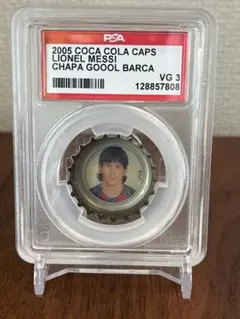 PSA
2005 COCA COLA CAPS
LIONEL MESSI
CHAPA GOOOL BARCA
VG 3
128857808